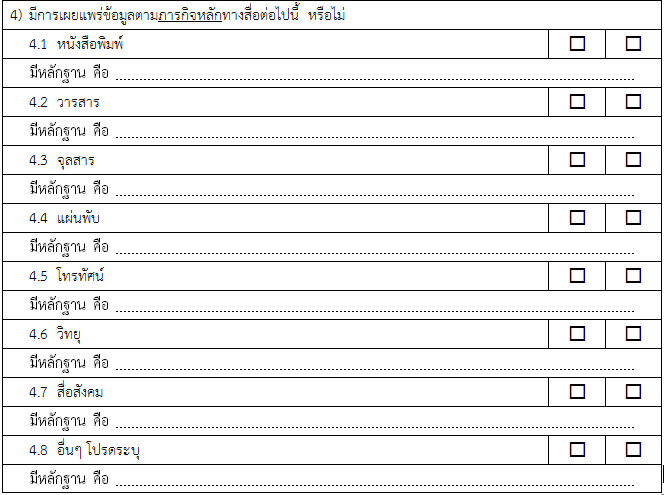 4) มีการเผยแพร่ข้อมูลตามภารกิจหลักทางสื่อต่อไปนี้ หรือไม่
4.1 หนังสือพิมพ์ ☐ ☐
มีหลักฐาน คือ ........................................................
4.2 วารสาร ☐ ☐
มีหลักฐาน คือ ........................................................
4.3 จุลสาร ☐ ☐
มีหลักฐาน คือ ........................................................
4.4 แผ่นพับ ☐ ☐
มีหลักฐาน คือ ........................................................
4.5 โทรทัศน์ ☐ ☐
มีหลักฐาน คือ ........................................................
4.6 วิทยุ ☐ ☐
มีหลักฐาน คือ ........................................................
4.7 สื่อสังคม ☐ ☐
มีหลักฐาน คือ ........................................................
4.8 อื่นๆ โปรดระบุ ☐ ☐
มีหลักฐาน คือ ........................................................